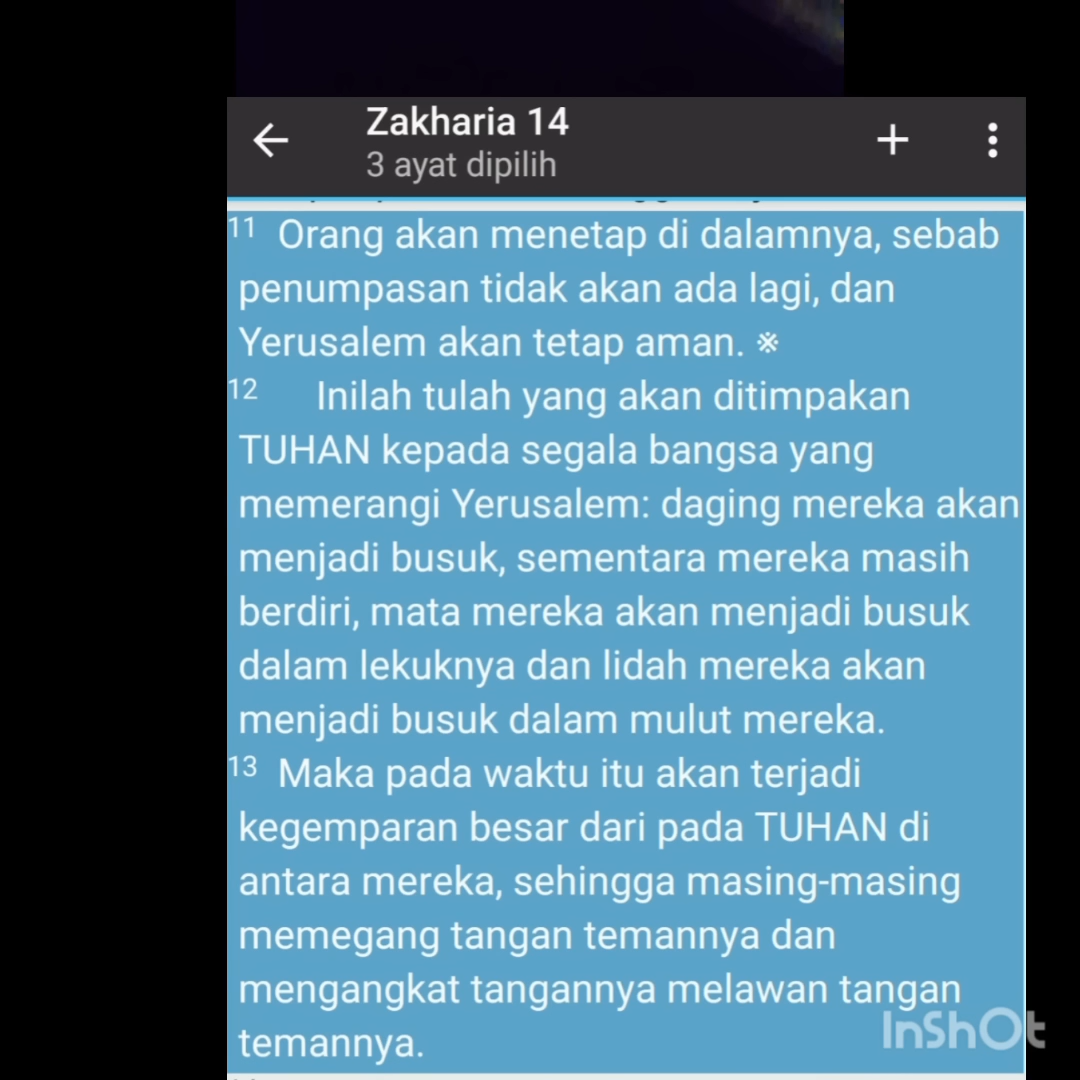 Zakharia 14
3 ayat dipilih
11 Orang akan menetap di dalamnya, sebab
penumpasan tidak akan ada lagi, dan
Yerusalem akan tetap aman. ※
12 Inilah tulah yang akan ditimpakan
TUHAN kepada segala bangsa yang
memerangi Yerusalem: daging mereka akan
menjadi busuk, sementara mereka masih
berdiri, mata mereka akan menjadi busuk
dalam lekuknya dan lidah mereka akan
menjadi busuk dalam mulut mereka.
13 Maka pada waktu itu akan terjadi
kegemparan besar dari pada TUHAN di
antara mereka, sehingga masing-masing
memegang tangan temannya dan
mengangkat tangannya melawan tangan
temannya.
InShOt